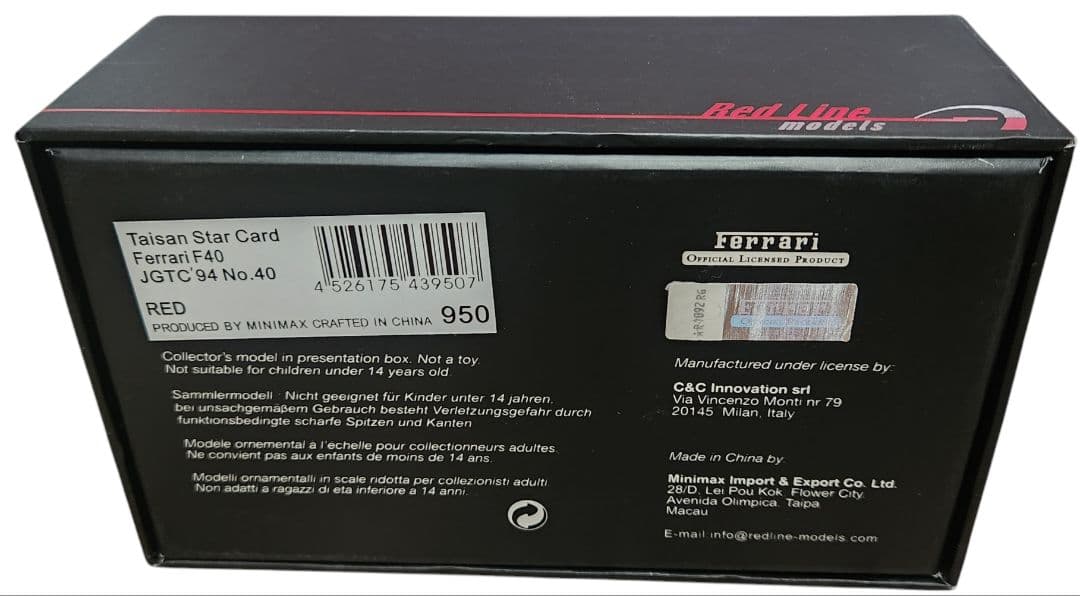 Red Line
models
Taisan Star Card
Ferrari F40
JGTC'94 No.40
4 526175 439507
RED
950
PRODUCED BY MINIMAX CRAFTED IN CHINA
Collector's model in presentation box. Not a toy.
Not suitable for children under 14 years old.
Sammlermodell : Nicht geeignet für Kinder unter 14 jahren.
bei unsachgemäßem Gebrauch besteht Verletzungsgefahr durch
funktionsbedingte scharfe Spitzen und Kanten
Modele ornemental à l'echelle pour collectionneurs adultes.
Ne convient pas aux enfants de moins de 14 ans.
Modelli ornamentalli in scale ridotta per collezionisti adulti.
Non adatti a ragazzi di eta inferiore a 14 anni.
Ferrari
OFFICIAL LICENSED PRODUCT
Manufactured under license by:
C&C Innovation srl
Via Vincenzo Monti nr 79
20145 Milan, Italy
Made in China by:
Minimax Import & Export Co. Ltd.
28/D, Lei Pou Kok, Flower City,
Avenida Olimpica, Taipa
Macau
E-mail:info@redline-models.com